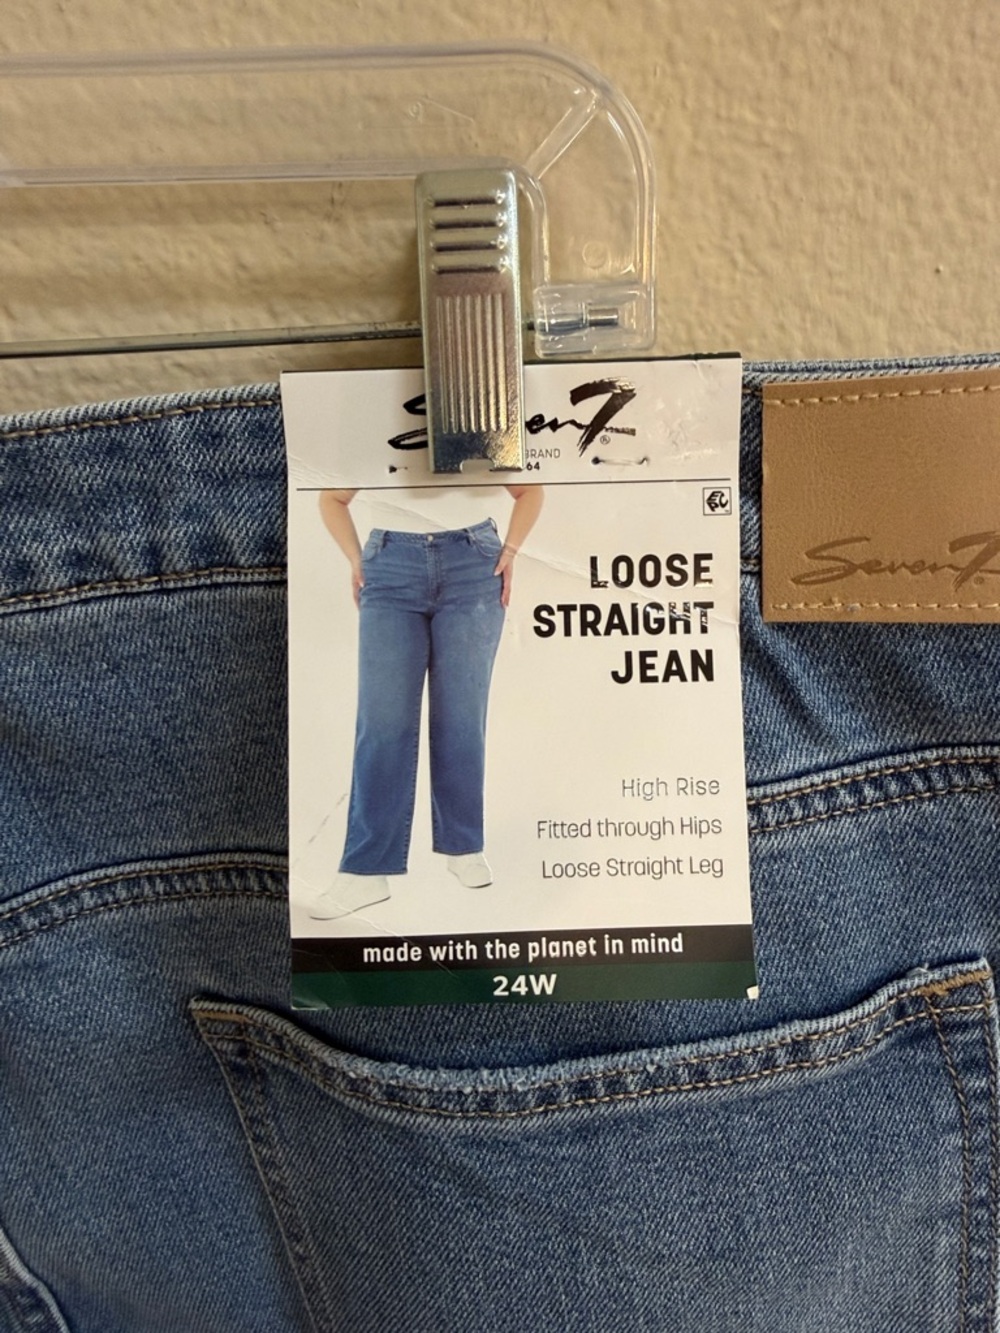 Seven7
®
BRAND
64
LOOSE
STRAIGHT
JEAN
High Rise
Fitted through Hips
Loose Straight Leg
made with the planet in mind
24W
Seven7
®